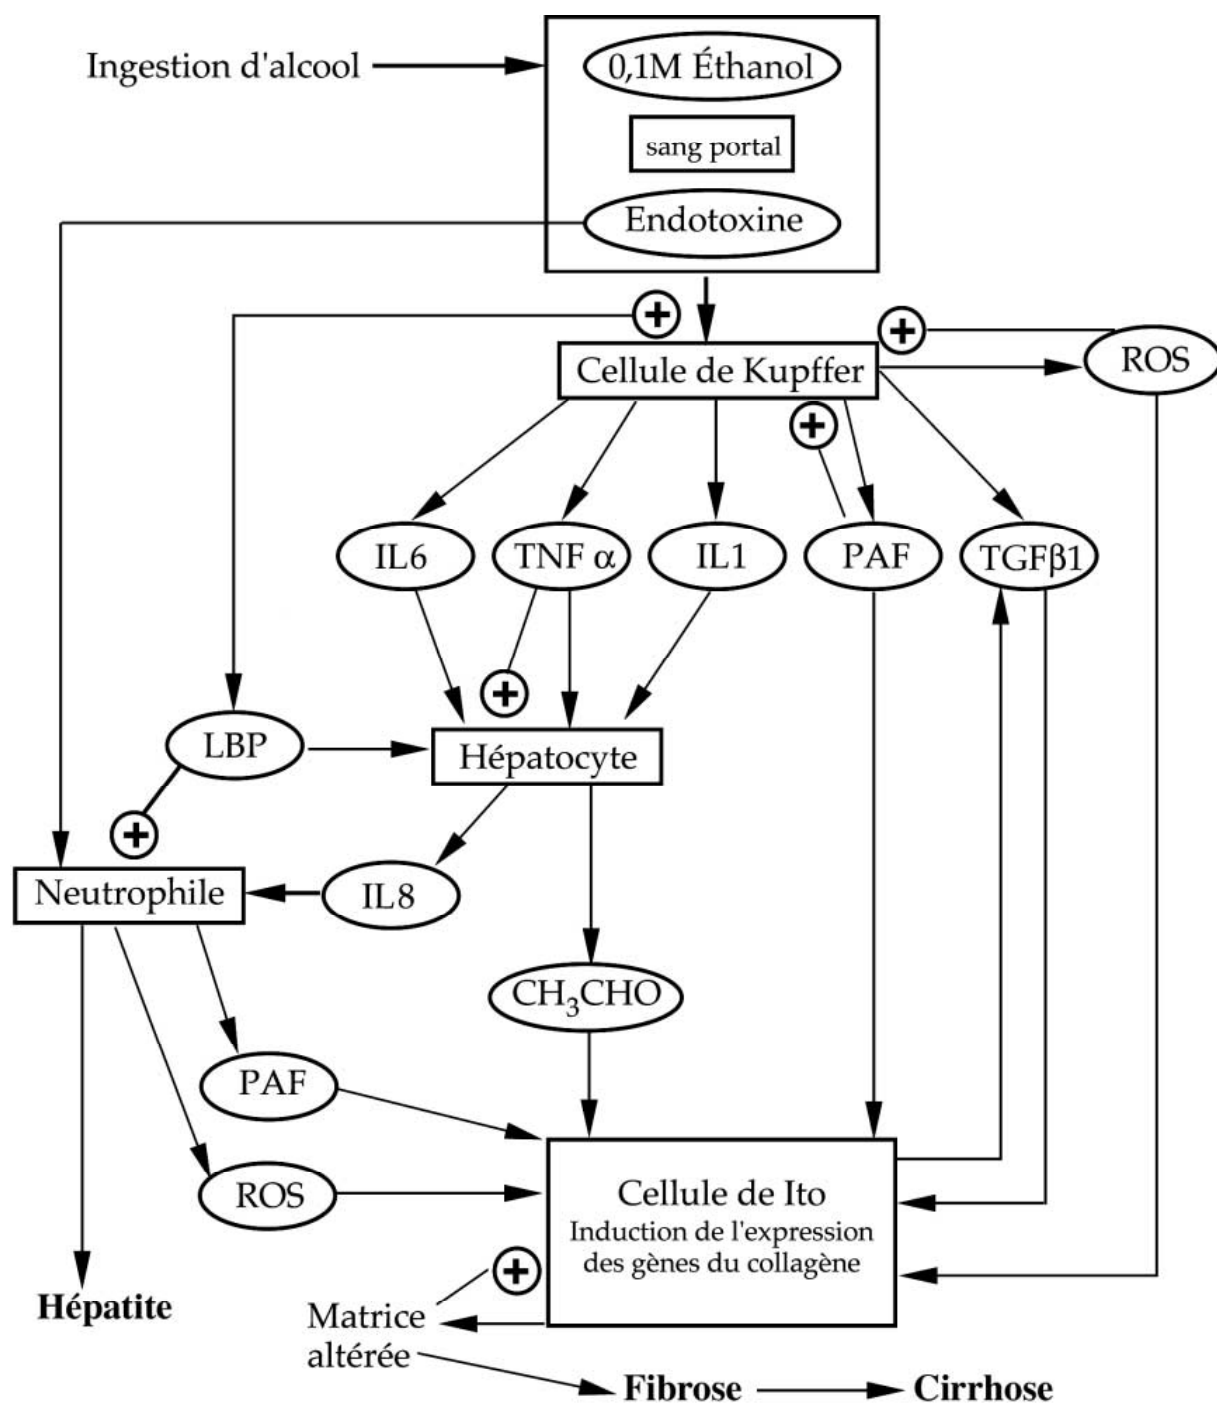 Ingestion d'alcool
0,1M Éthanol
sang portal
Endotoxine
+
+
Cellule de Kupffer
ROS
+
IL6
TNF α
IL1
PAF
TGFβ1
+
LBP
Hépatocyte
+
Neutrophile
IL8
CH₃CHO
PAF
ROS
Cellule de Ito
Induction de l'expression
des gènes du collagène
+
Hépatite
Matrice
altérée
Fibrose
Cirrhose